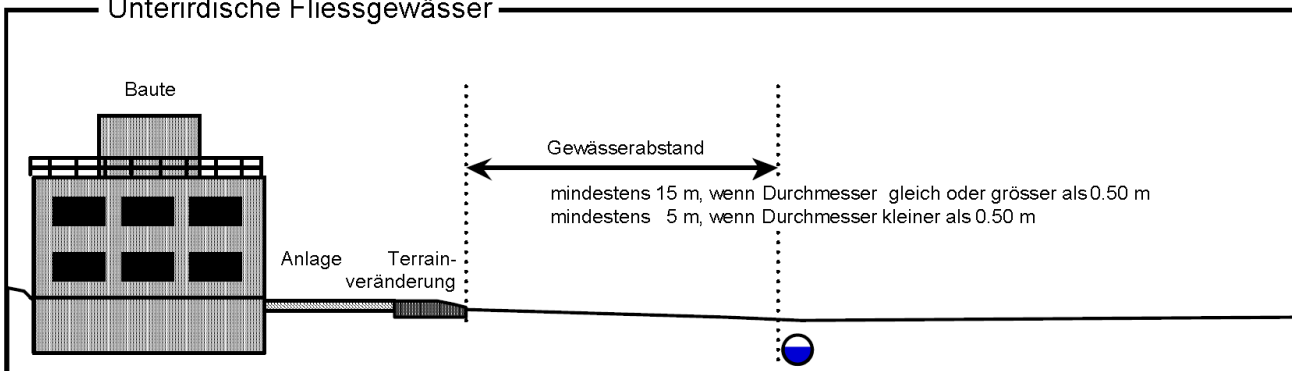 Unterirdische Fliessgewässer
Baute
Gewässerabstand
mindestens 15 m, wenn Durchmesser gleich oder grösser als 0.50 m
mindestens 5 m, wenn Durchmesser kleiner als 0.50 m
Anlage
Terrain-
veränderung